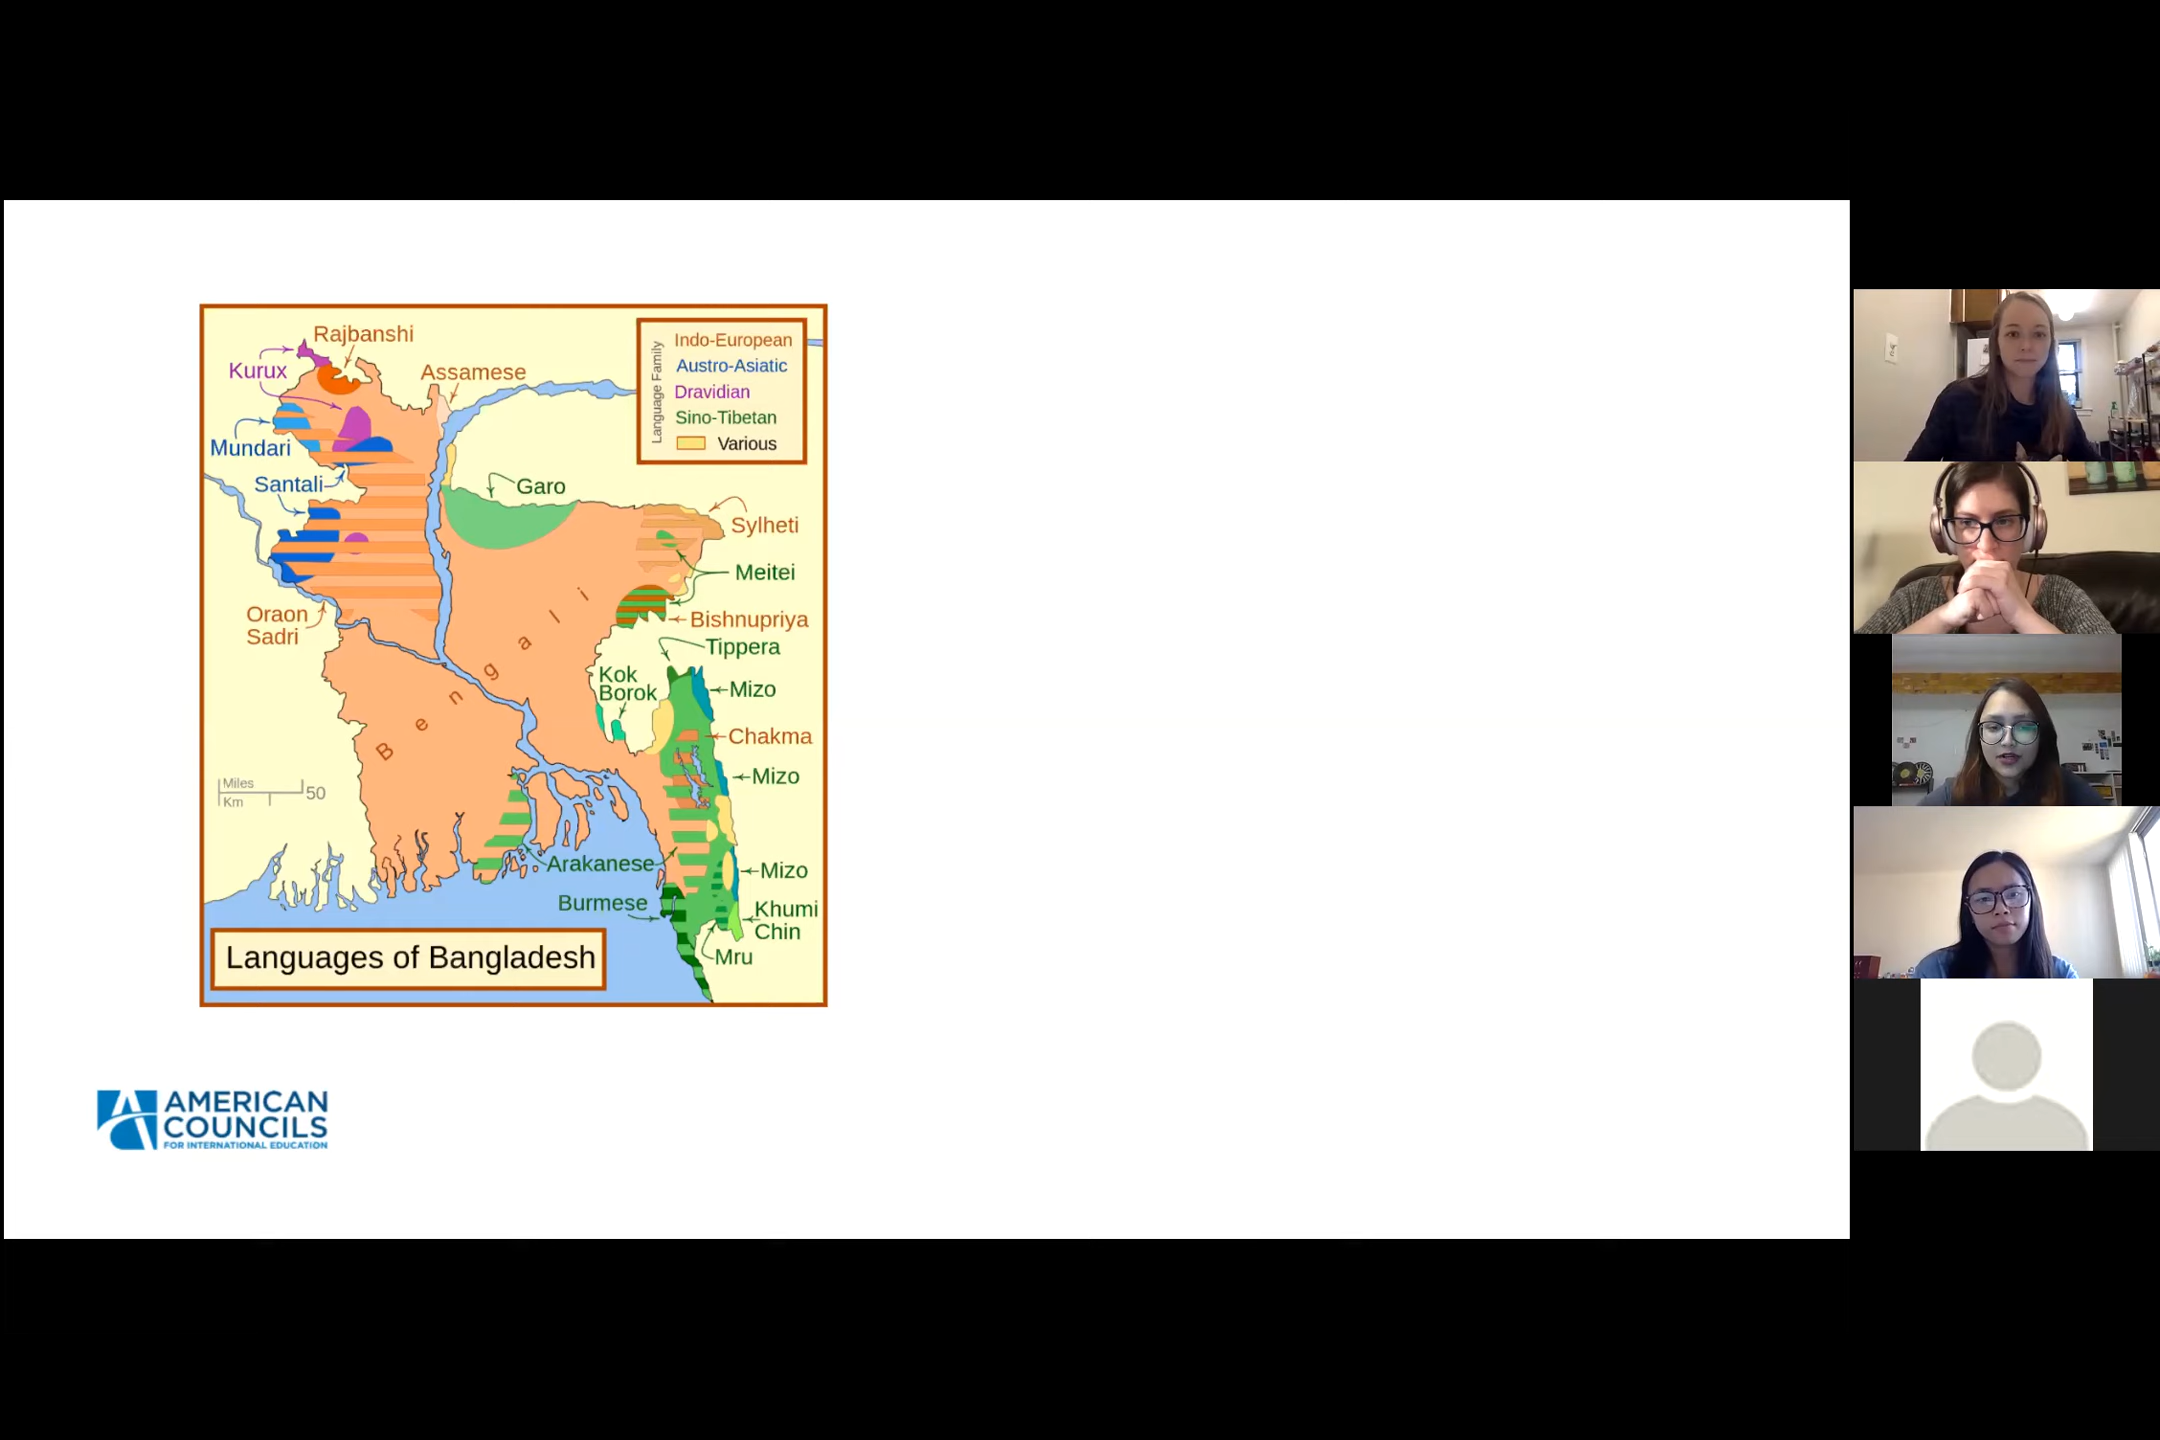 Rajbanshi
Kurux
Assamese
Mundari
Santali
Oraon
Sadri
Language Family
Indo-European
Austro-Asiatic
Dravidian
Sino-Tibetan
Various
Garo
Sylheti
Meitei
Bishnupriya
Tippera
Kok
Borok
Mizo
Chakma
Mizo
Bengali
Miles
Km
50
Arakanese
Mizo
Burmese
Khumi
Chin
Mru
Languages of Bangladesh
AMERICAN
COUNCILS
FOR INTERNATIONAL EDUCATION